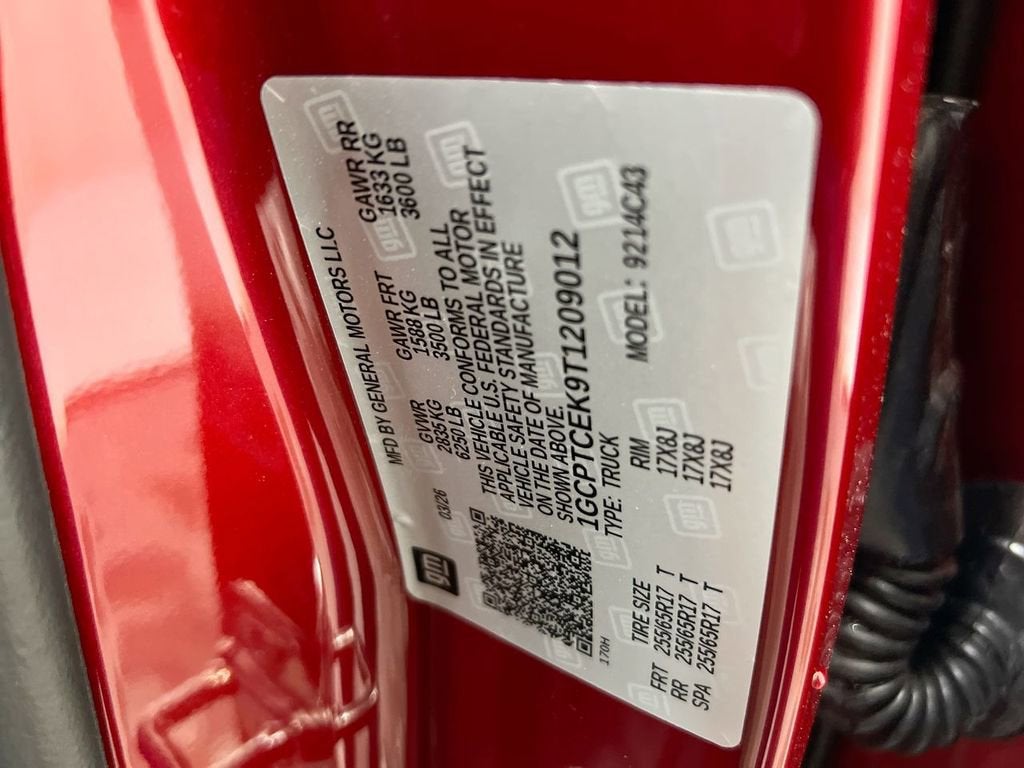 gm
MFD BY GENERAL MOTORS LLC
03/26
GVWR GAWR FRT GAWR RR
2835 KG 1588 KG 1633 KG
6250 LB 3500 LB 3600 LB
THIS VEHICLE CONFORMS TO ALL
APPLICABLE U.S. FEDERAL MOTOR
VEHICLE SAFETY STANDARDS IN EFFECT
ON THE DATE OF MANUFACTURE
SHOWN ABOVE.
1GCPTCEK9T1209012
TYPE: TRUCK MODEL: 9214C43
170H
TIRE SIZE RIM
FRT 255/65R17 T 17X8J
RR 255/65R17 T 17X8J
SPA 255/65R17 T 17X8J